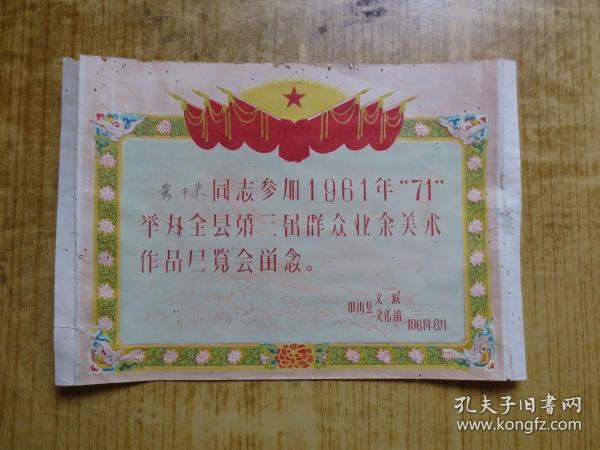 同志参加1961年“71”
举办全县第三届群众业余美术
作品展览会留念。
山县文联
文化馆
1961年8月
孔夫子旧书网
www.kongfz.com